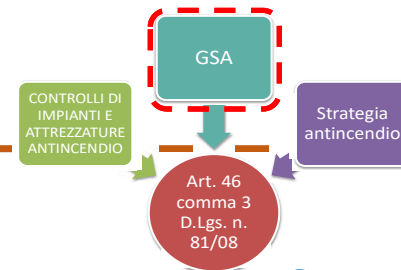 GSA
CONTROLLI DI
IMPIANTI E
ATTREZZATURE
ANTINCENDIO
Strategia
antincendio
Art. 46
comma 3
D.Lgs. n.
81/08